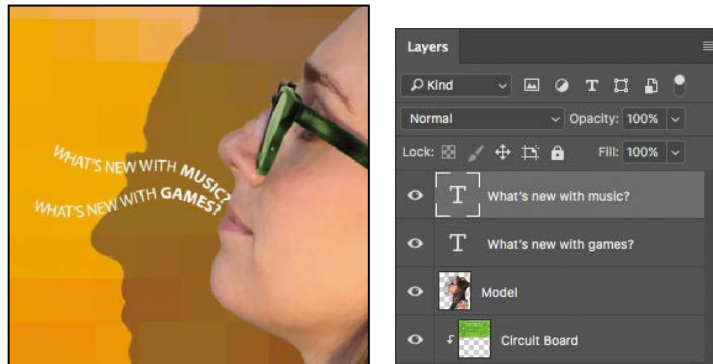 WHAT'S NEW WITH MUSIC?
WHAT'S NEW WITH GAMES?
Layers
Kind
Normal
Opacity: 100%
Lock:
Fill: 100%
T What's new with music?
T What's new with games?
Model
Circuit Board